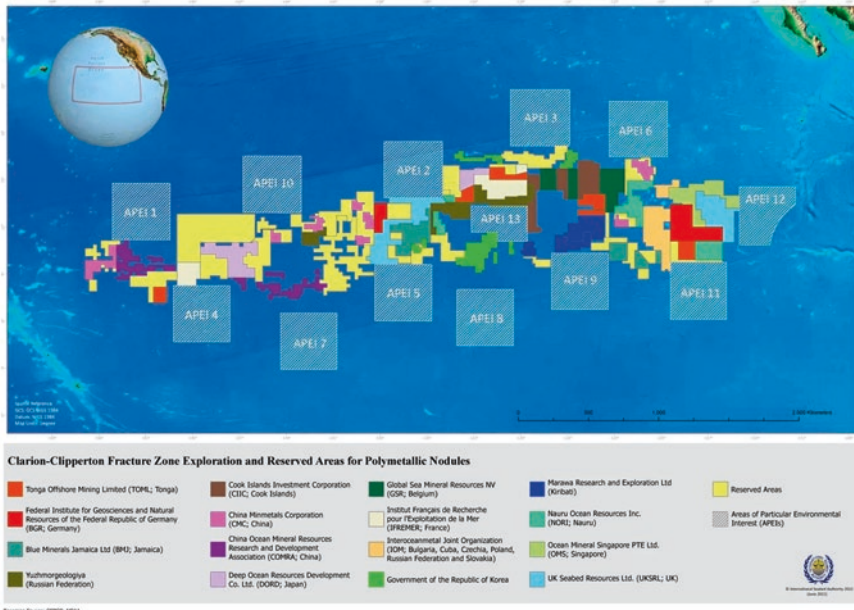 APEI 3
APEI 6
APEI 2
APEI 10
APEI 1
APEI 12
APEI 13
APEI 5
APEI 9
APEI 11
APEI 4
APEI 8
APEI 7
0
500
1.000
Clarion-Clipperton Fracture Zone Exploration and Reserved Areas for Polymetallic Nodules
Tonga Offshore Mining Limited (TOML; Tonga)
Federal Institute for Geosciences and Natural
Resources of the Federal Republic of Germany
(BGR; Germany)
Blue Minerals Jamaica Ltd (BMJ; Jamaica)
Yuzhmorgeologiya
(Russian Federation)
Cook Islands Investment Corporation
(CIIC; Cook Islands)
China Minmetals Corporation
(CMC; China)
China Ocean Mineral Resources
Research and Development
Association (COMRA; China)
Deep Ocean Resources Development
Co. Ltd. (DORD; Japan)
Global Sea Mineral Resources NV
(GSR; Belgium)
Institut Français de Recherche
pour l'Exploitation de la Mer
(IFREMER; France)
Interoceanmetal Joint Organization
(IOM; Bulgaria, Cuba, Czechia, Poland,
Russian Federation and Slovakia)
Government of the Republic of Korea
Marawa Research and Exploration Ltd
(Kiribati)
Nauru Ocean Resources Inc.
(NORI; Nauru)
Ocean Mineral Singapore PTE Ltd.
(OMS; Singapore)
UK Seabed Resources Ltd. (UKSRL; UK)
Reserved Areas
Areas of Particular Environmental
Interest (APEIs)